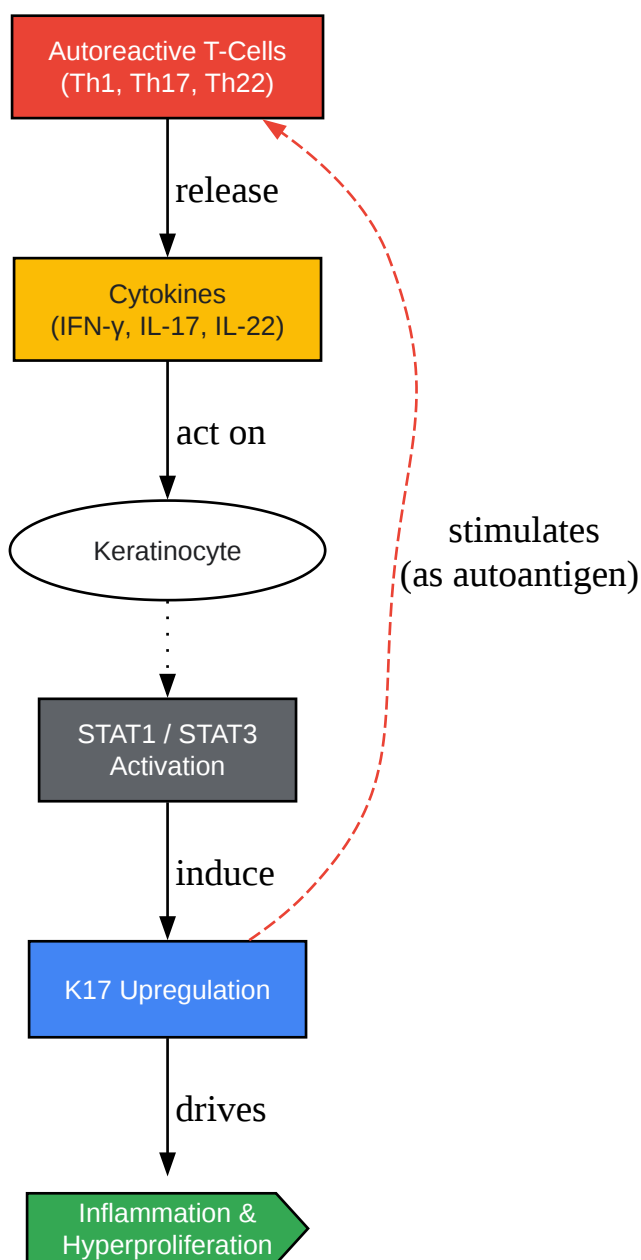 Autoreactive T-Cells
(Th1, Th17, Th22)
release
Cytokines
(IFN-γ, IL-17, IL-22)
act on
Keratinocyte
stimulates
(as autoantigen)
STAT1 / STAT3
Activation
induce
K17 Upregulation
drives
Inflammation &
Hyperproliferation